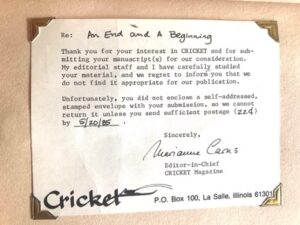 Re: An End and A Beginning
Thank you for your interest in CRICKET and for sub-
mitting your manuscript(s) for our consideration.
My editorial staff and I have carefully studied
your material, and we regret to inform you that we
do not find it appropriate for our publication.
Unfortunately, you did not enclose a self-addressed,
stamped envelope with your submission, so we cannot
return it unless you send sufficient postage (22¢)
by 5/20/85.
Sincerely,
Marianne Carus
Editor-in-Chief
CRICKET Magazine
Cricket P.O. Box 100, La Salle, Illinois 61301